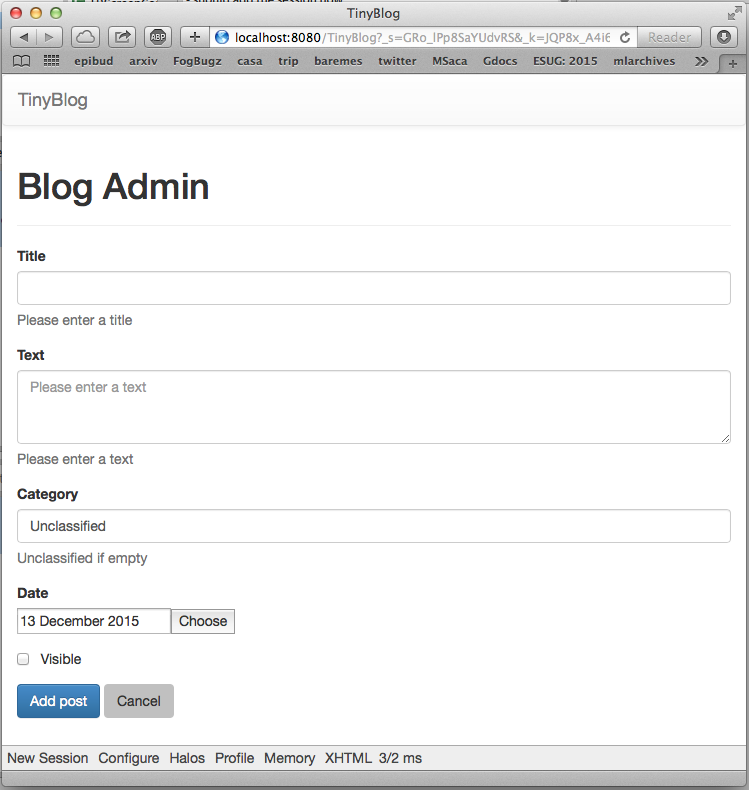 TinyBlog
ABP
localhost:8080/TinyBlog?_s=GRo_lPp8SaYUdvRS&_k=JQP8x_A4i6
Reader
epibud arxiv FogBugz casa trip baremes twitter MSaca Gdocs ESUG: 2015 mlarchives
TinyBlog
Blog Admin
Title
Please enter a title
Text
Please enter a text
Please enter a text
Category
Unclassified
Unclassified if empty
Date
13 December 2015 Choose
Visible
Add post Cancel
New Session Configure Halos Profile Memory XHTML 3/2 ms